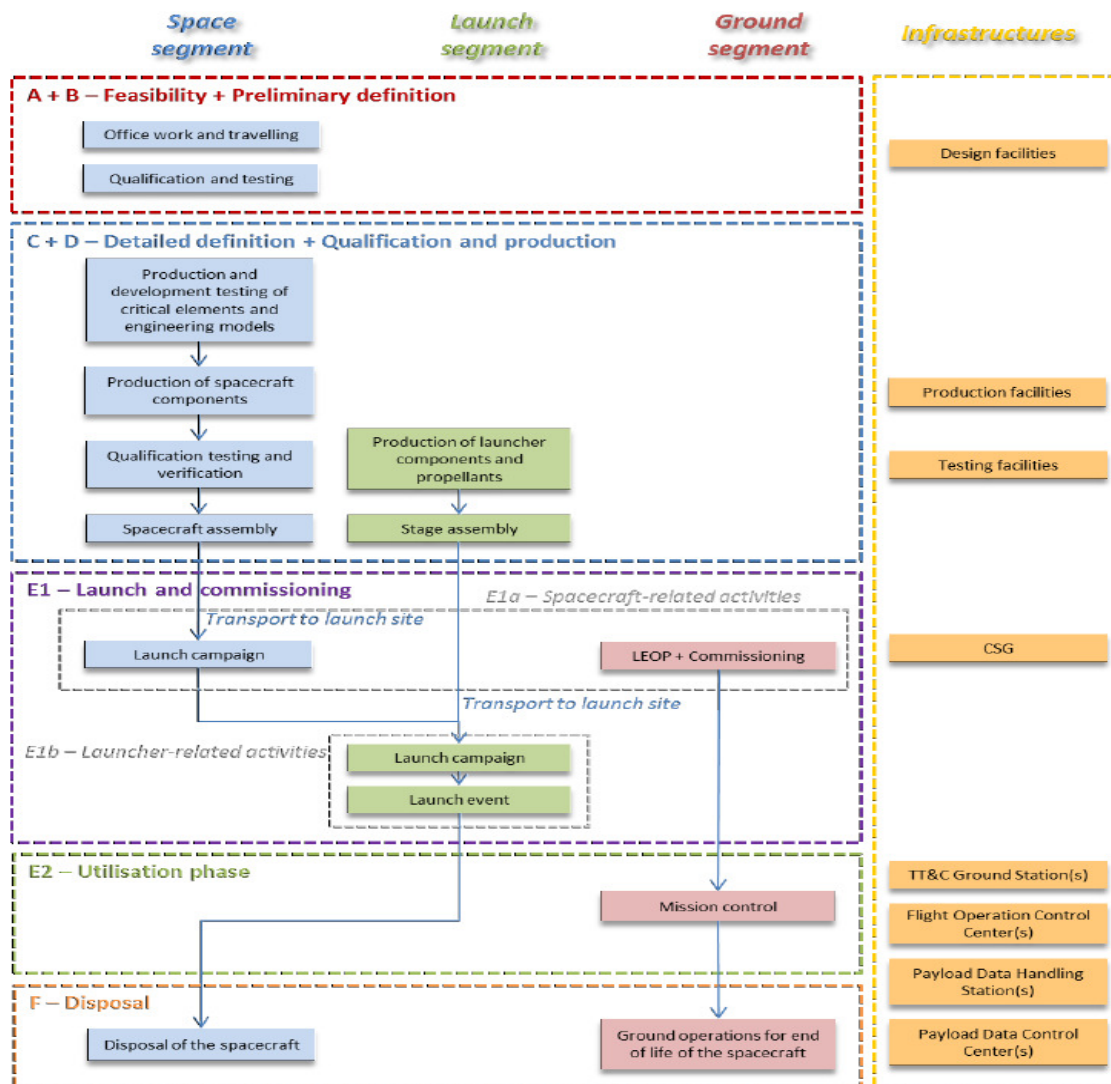 Space
segment
Launch
segment
Ground
segment
Infrastructures
A + B – Feasibility + Preliminary definition
Office work and travelling
Qualification and testing
Design facilities
C + D – Detailed definition + Qualification and production
Production and
development testing of
critical elements and
engineering models
Production of spacecraft
components
Production facilities
Qualification testing and
verification
Production of launcher
components and
propellants
Testing facilities
Spacecraft assembly
Stage assembly
E1 – Launch and commissioning
E1a – Spacecraft-related activities
Transport to launch site
Launch campaign
LEOP + Commissioning
CSG
Transport to launch site
E1b – Launcher-related activities
Launch campaign
Launch event
E2 – Utilisation phase
TT&C Ground Station(s)
Mission control
Flight Operation Control
Center(s)
Payload Data Handling
Station(s)
F – Disposal
Disposal of the spacecraft
Ground operations for end
of life of the spacecraft
Payload Data Control
Center(s)